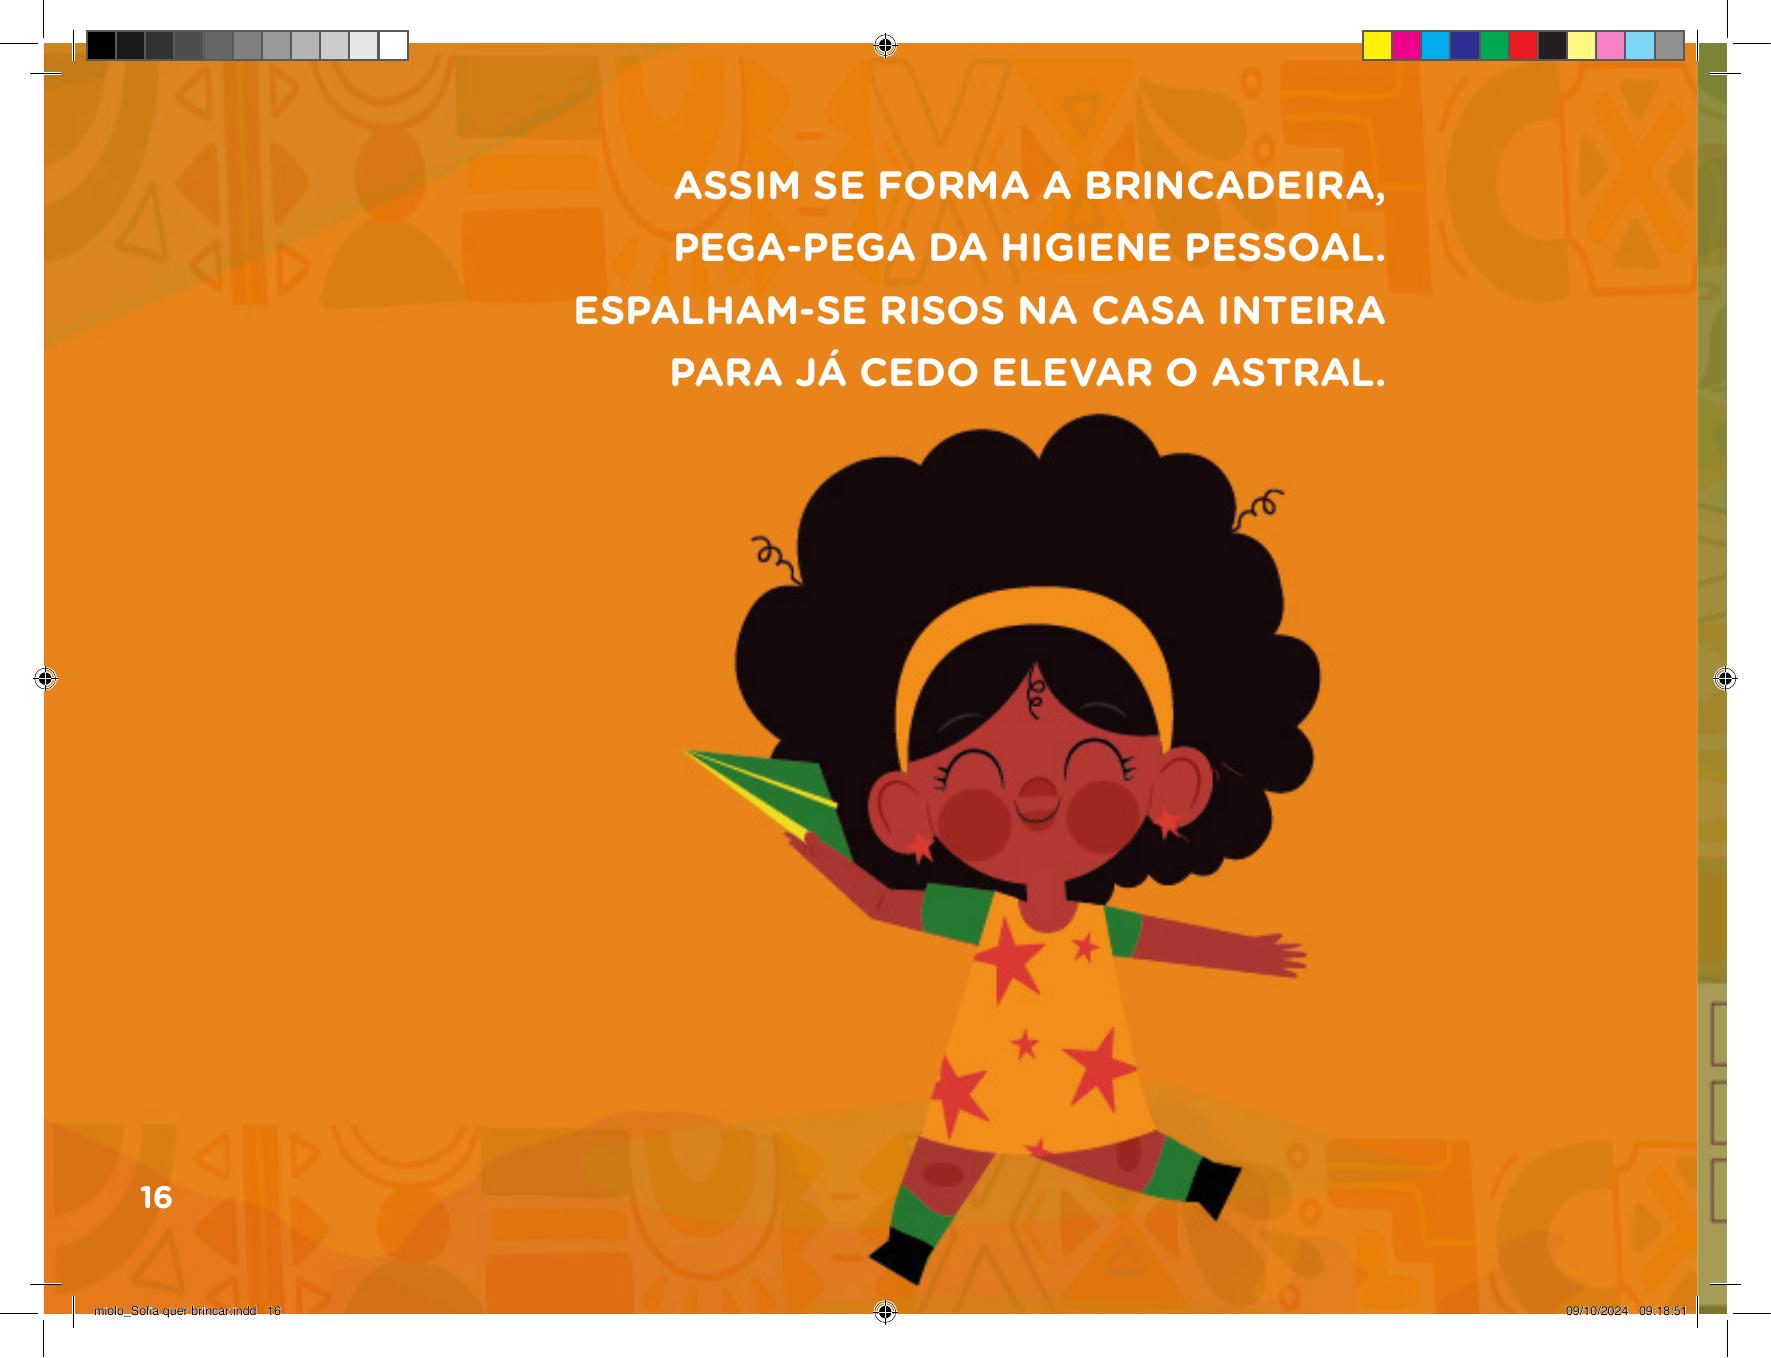 ASSIM SE FORMA A BRINCADEIRA,
PEGA-PEGA DA HIGIENE PESSOAL.
ESPALHAM-SE RISOS NA CASA INTEIRA
PARA JÁ CEDO ELEVAR O ASTRAL.
16
miolo_Sofia quer brincar.indd   16
09/10/2024   09:18:51